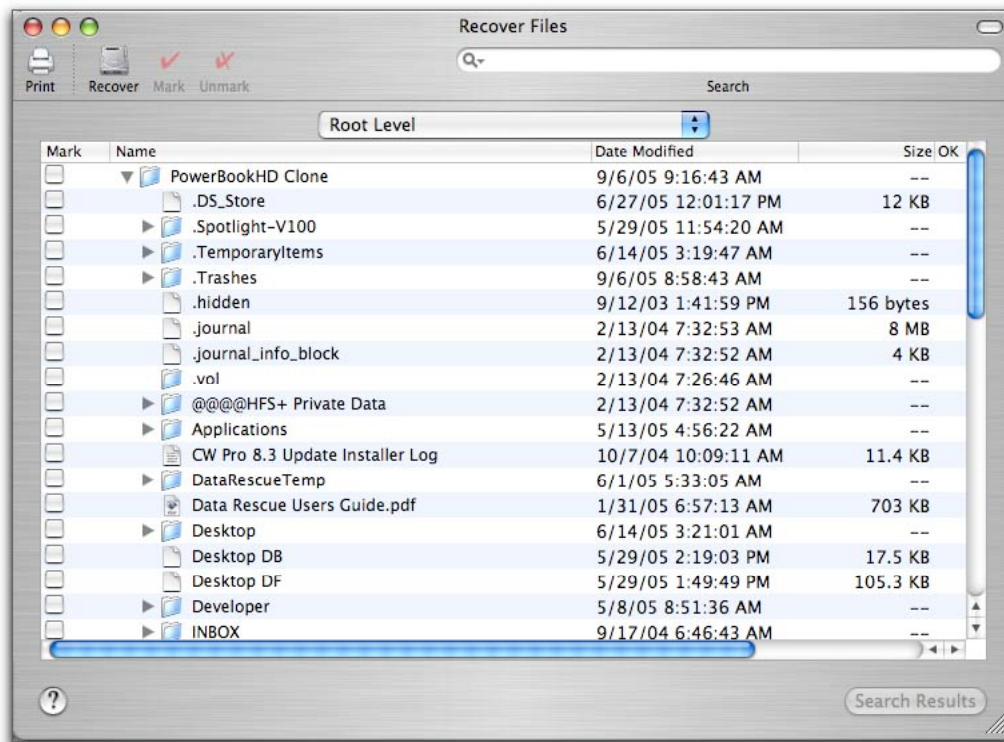 Recover Files
Print Recover Mark Unmark Search
Root Level
Mark Name Date Modified Size OK
PowerBookHD Clone 9/6/05 9:16:43 AM --
.DS_Store 6/27/05 12:01:17 PM 12 KB
.Spotlight-V100 5/29/05 11:54:20 AM --
.TemporaryItems 6/14/05 3:19:47 AM --
.Trashes 9/6/05 8:58:43 AM --
.hidden 9/12/03 1:41:59 PM 156 bytes
.journal 2/13/04 7:32:53 AM 8 MB
.journal_info_block 2/13/04 7:32:52 AM 4 KB
.vol 2/13/04 7:26:46 AM --
@@@@HFS+ Private Data 2/13/04 7:32:52 AM --
Applications 5/13/05 4:56:22 AM --
CW Pro 8.3 Update Installer Log 10/7/04 10:09:11 AM 11.4 KB
DataRescueTemp 6/1/05 5:33:05 AM --
Data Rescue Users Guide.pdf 1/31/05 6:57:13 AM 703 KB
Desktop 6/14/05 3:21:01 AM --
Desktop DB 5/29/05 2:19:03 PM 17.5 KB
Desktop DF 5/29/05 1:49:49 PM 105.3 KB
Developer 5/8/05 8:51:36 AM --
INBOX 9/17/04 6:46:43 AM --
? Search Results